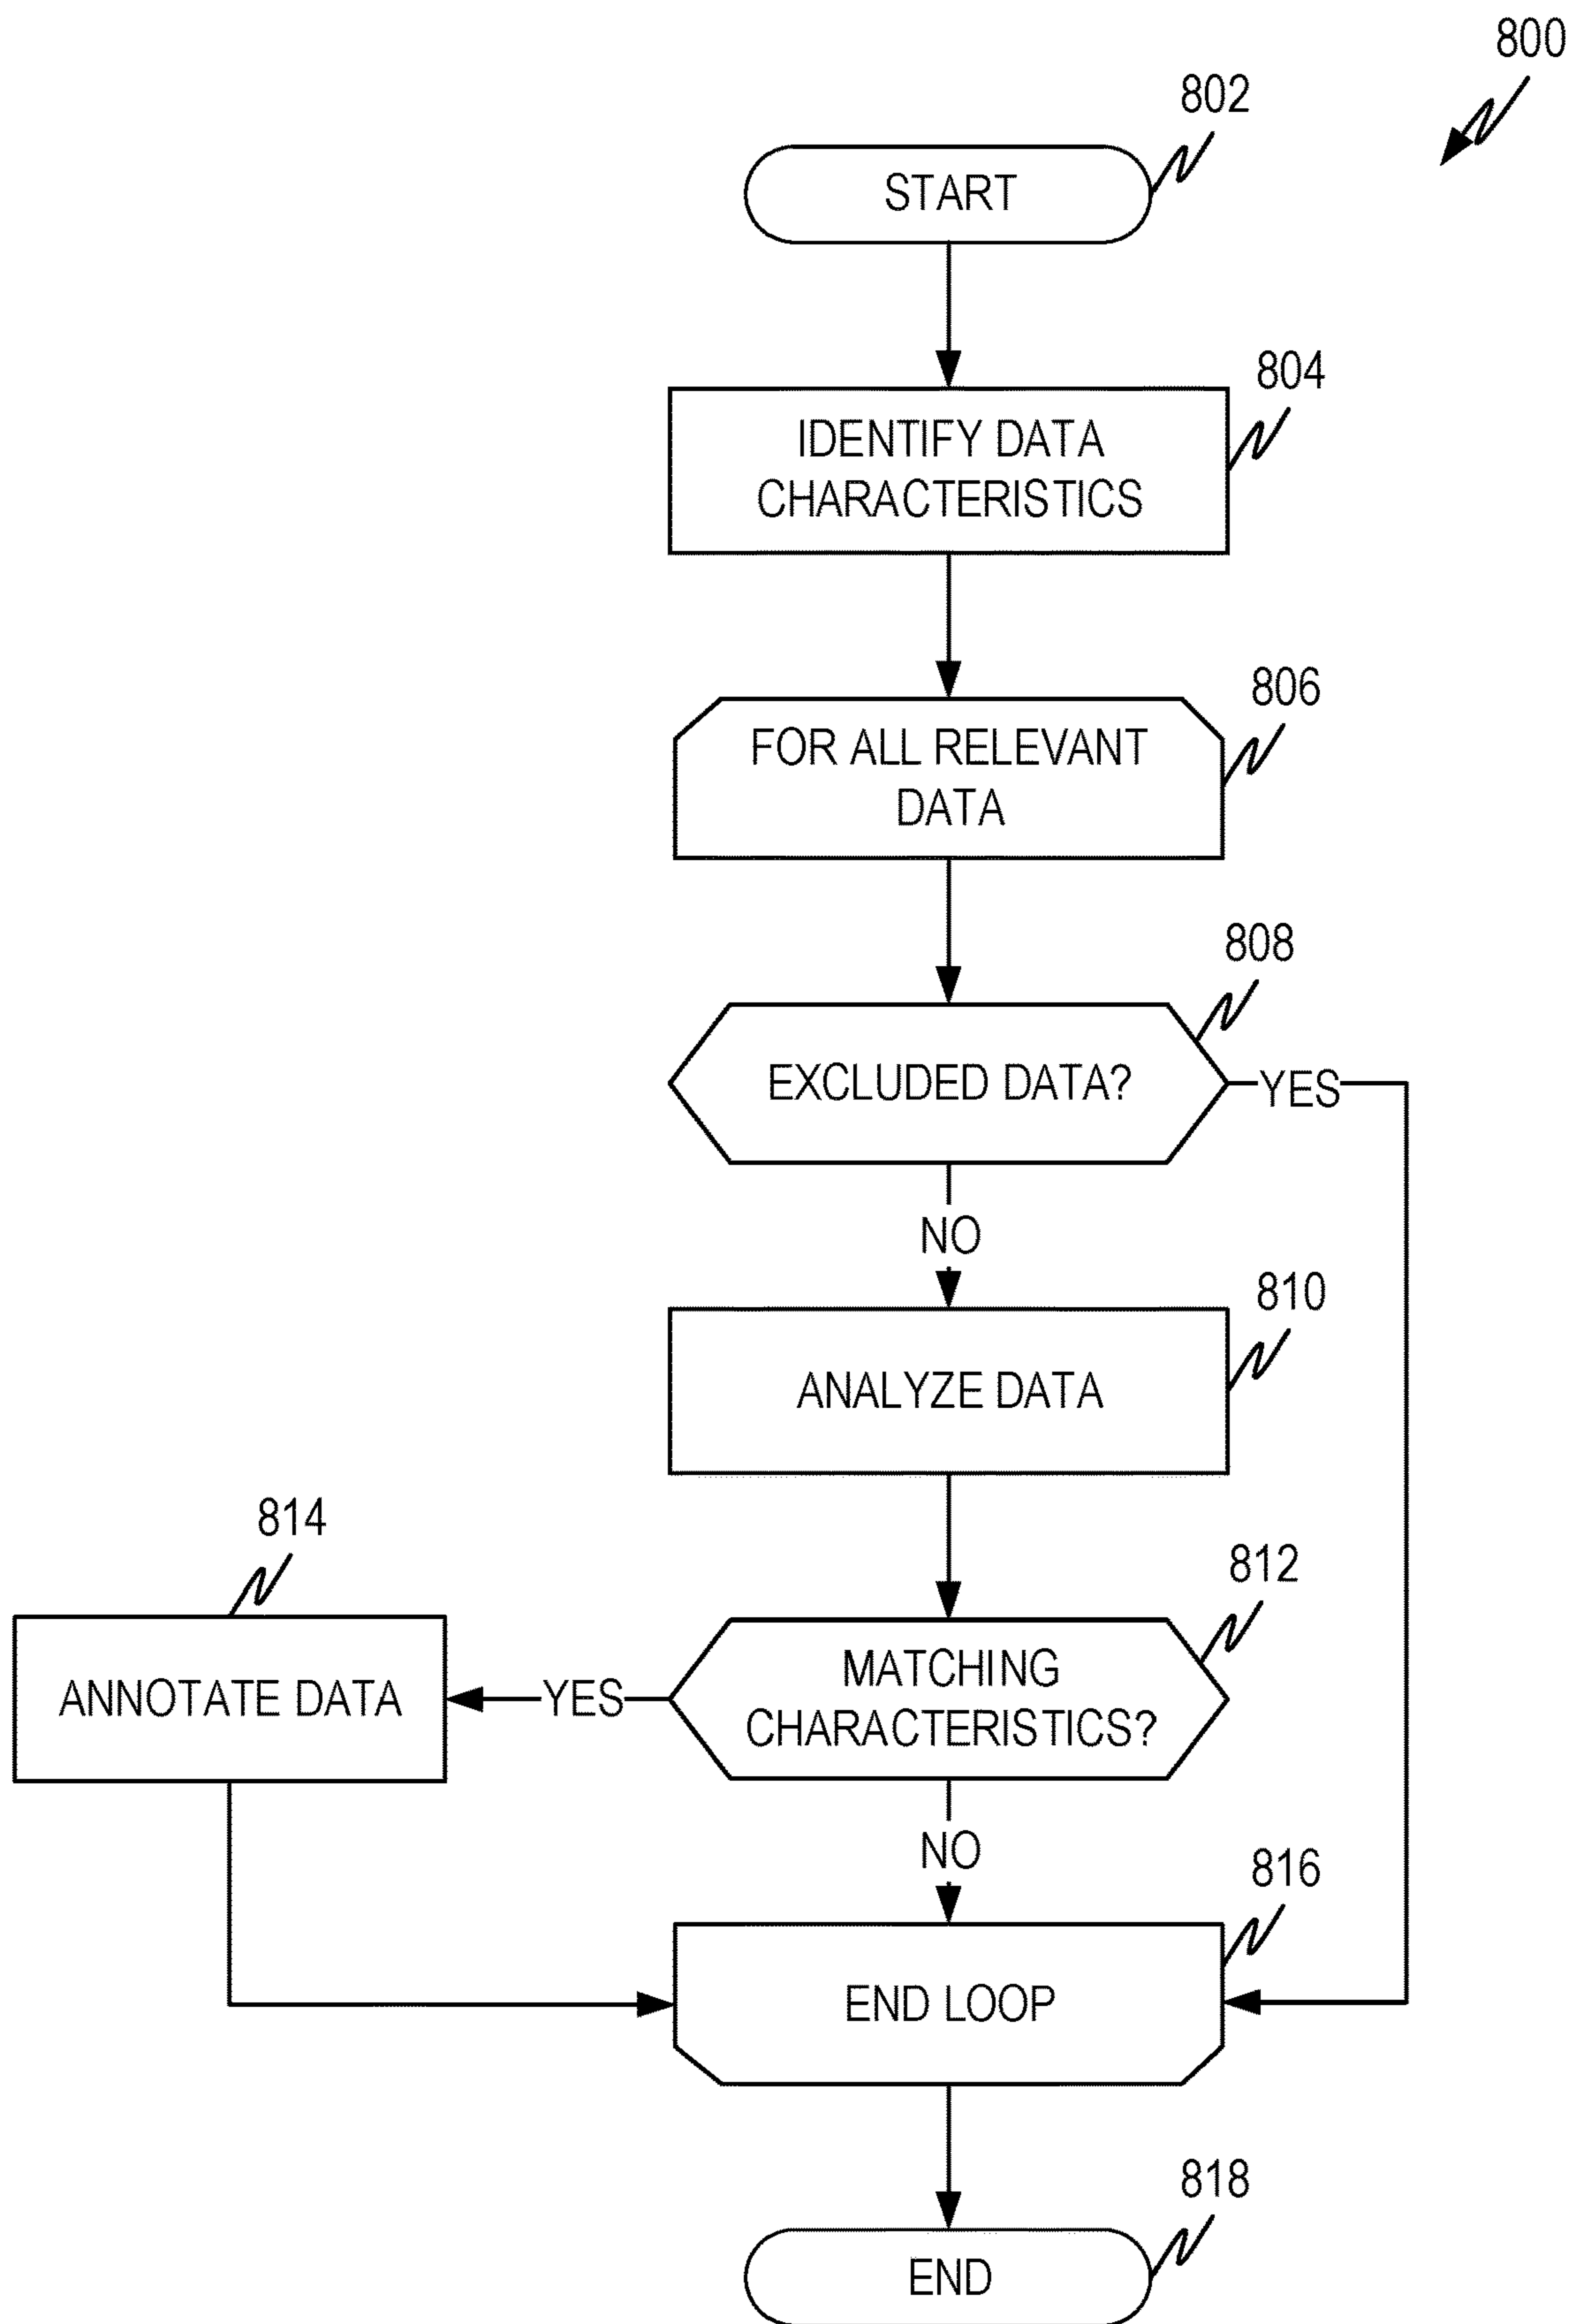 800
802
START
804
IDENTIFY DATA
CHARACTERISTICS
806
FOR ALL RELEVANT
DATA
808
EXCLUDED DATA?
YES
NO
810
ANALYZE DATA
814
812
ANNOTATE DATA
YES
MATCHING
CHARACTERISTICS?
NO
816
END LOOP
818
END